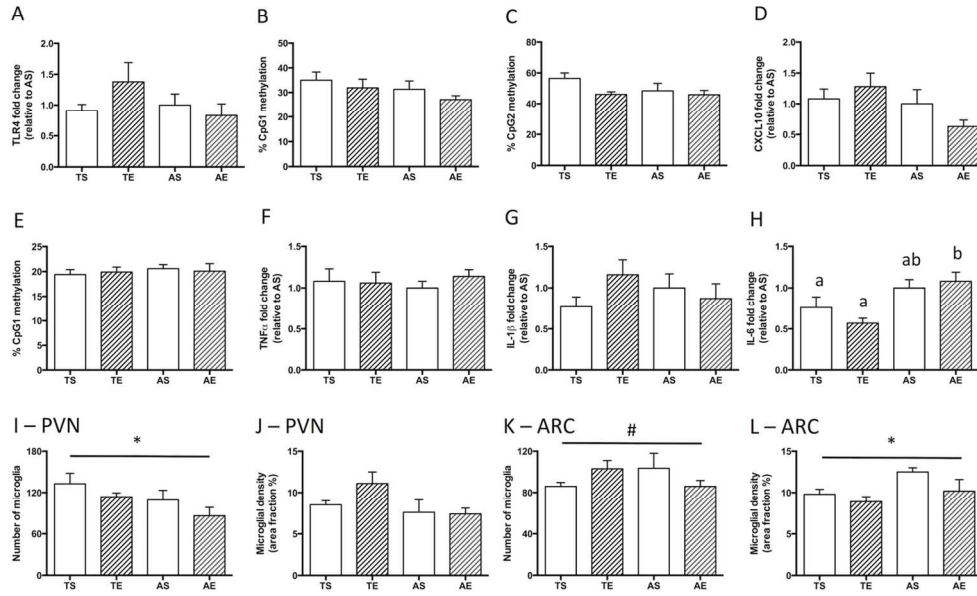 A
TLR4 fold change
(relative to AS)
2.0
1.5
1.0
0.5
0.0
TS TE AS AE
B
% CpG1 methylation
50
40
30
20
10
0
TS TE AS AE
C
% CpG2 methylation
80
60
40
20
0
TS TE AS AE
D
CXCL10 fold change
(relative to AS)
2.0
1.5
1.0
0.5
0.0
TS TE AS AE
E
% CpG1 methylation
25
20
15
10
5
0
TS TE AS AE
F
TNFα fold change
(relative to AS)
1.5
1.0
0.5
0.0
TS TE AS AE
G
IL-1β fold change
(relative to AS)
1.5
1.0
0.5
0.0
TS TE AS AE
H
IL-6 fold change
(relative to AS)
1.5
1.0
0.5
0.0
a a ab b
TS TE AS AE
I – PVN
*
Number of microglia
180
120
60
0
TS TE AS AE
J – PVN
Microglial density
(area fraction %)
15
10
5
0
TS TE AS AE
K – ARC
#
Number of microglia
150
120
90
60
30
0
TS TE AS AE
L – ARC
*
Microglial density
(area fraction %)
15
10
5
0
TS TE AS AE